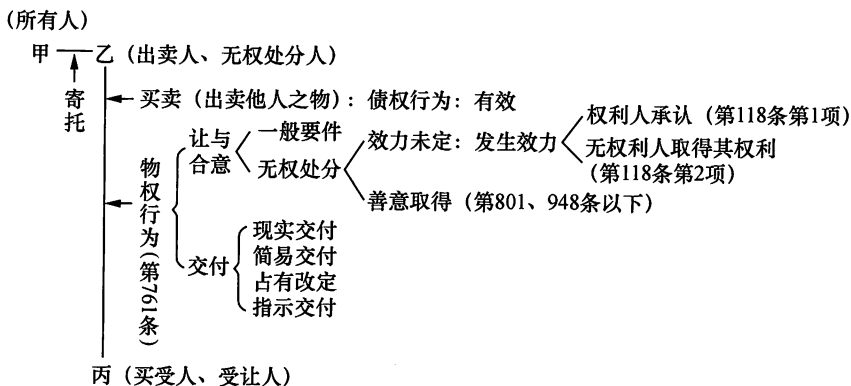 (所有人)
甲
乙(出卖人、无权处分人)
寄托
买卖(出卖他人之物):债权行为:有效
物权行为(第761条)
让与
合意
一般要件
无权处分
效力未定:发生效力
权利人承认(第118条第1项)
无权利人取得其权利
(第118条第2项)
善意取得(第801、948条以下)
交付
现实交付
简易交付
占有改定
指示交付
丙(买受人、受让人)